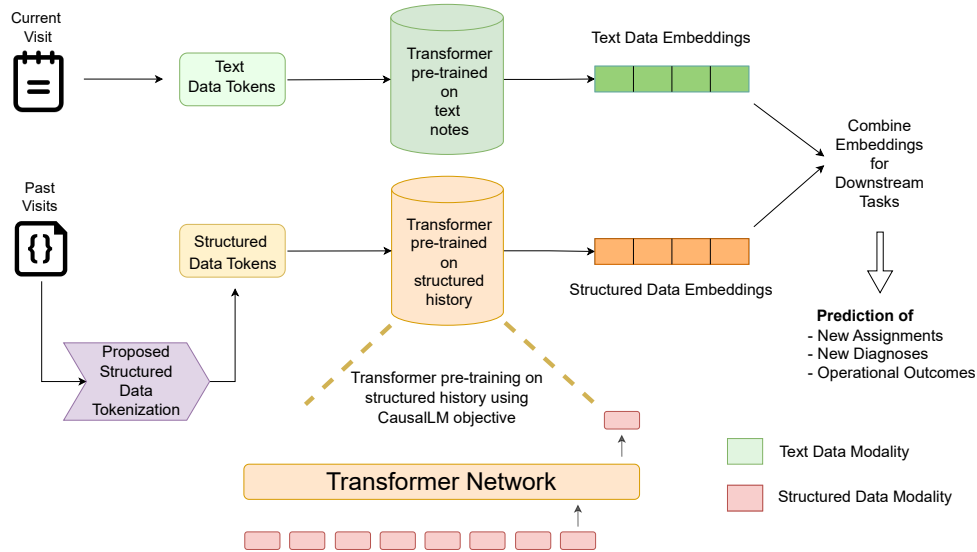 Current
Visit
Text
Data Tokens
Transformer
pre-trained
on
text
notes
Text Data Embeddings
Combine
Embeddings
for
Downstream
Tasks
Past
Visits
{}
Structured
Data Tokens
Transformer
pre-trained
on
structured
history
Structured Data Embeddings
Proposed
Structured
Data
Tokenization
Prediction of
- New Assignments
- New Diagnoses
- Operational Outcomes
Transformer pre-training on
structured history using
CausalLM objective
Transformer Network
Text Data Modality
Structured Data Modality